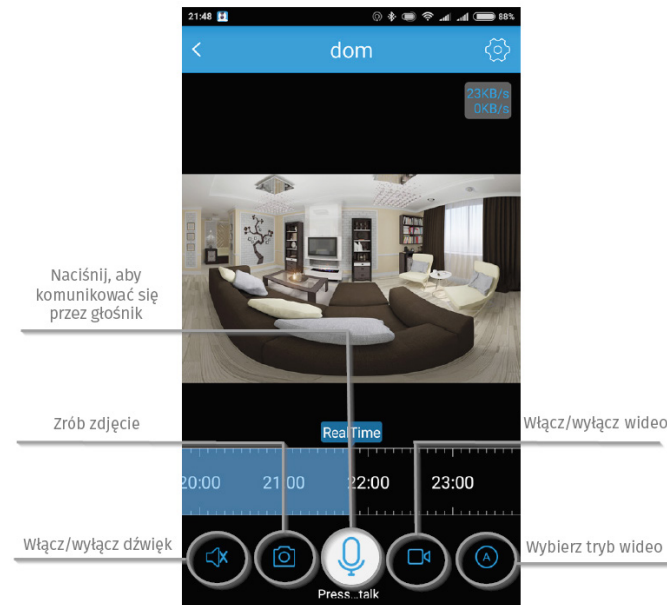 21:48
88%
dom
23KB/s
0KB/s
Naciśnij, aby
komunikować się
przez głośnik
Zrób zdjęcie
RealTime
Włącz/wyłącz wideo
20:00 21:00 22:00 23:00
Włącz/wyłącz dźwięk
A
Wybierz tryb wideo
Press...talk